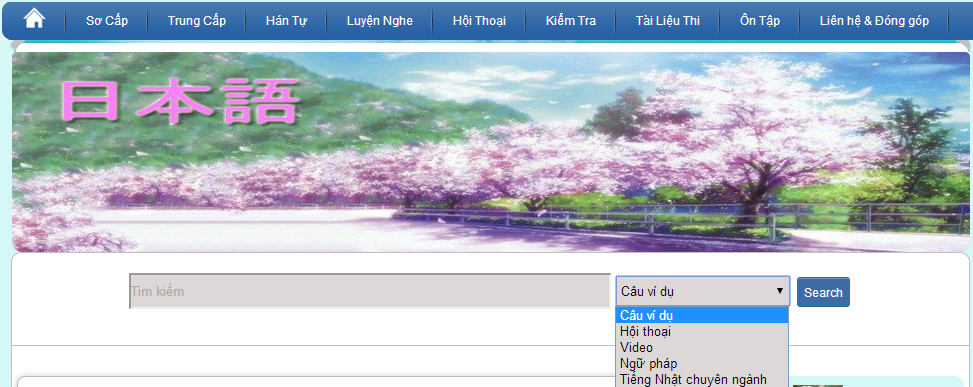 Sơ Cấp Trung Cấp Hán Tự Luyện Nghe Hội Thoại Kiểm Tra Tài Liệu Thi Ôn Tập Liên hệ & Đóng góp
日本語
Tìm kiếm Câu ví dụ Search
Câu ví dụ
Hội thoại
Video
Ngữ pháp
Tiếng Nhật chuyên ngành